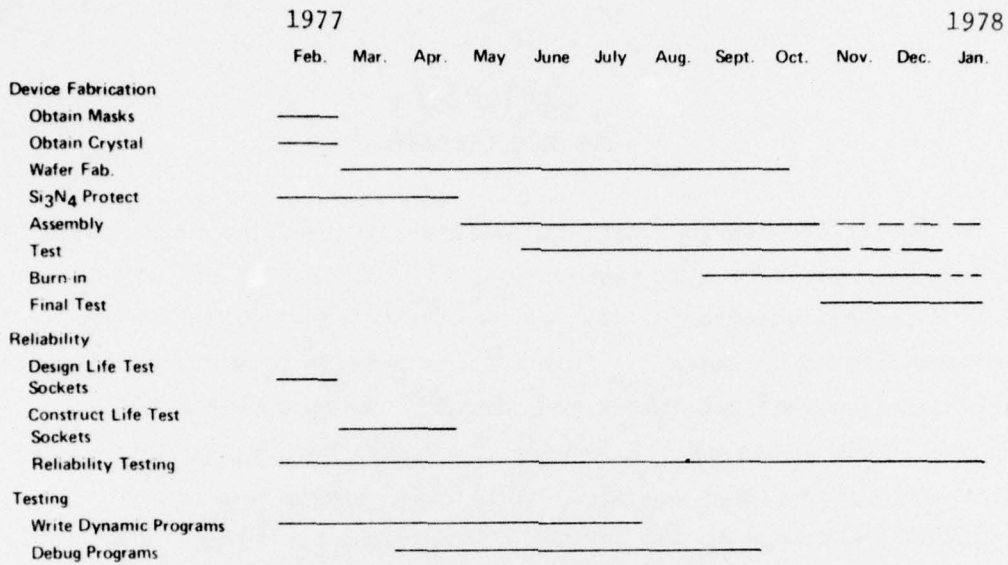 1977 1978
Feb. Mar. Apr. May June July Aug. Sept. Oct. Nov. Dec. Jan.
Device Fabrication
Obtain Masks
Obtain Crystal
Wafer Fab.
Si3N4 Protect
Assembly
Test
Burn-in
Final Test
Reliability
Design Life Test
Sockets
Construct Life Test
Sockets
Reliability Testing
Testing
Write Dynamic Programs
Debug Programs